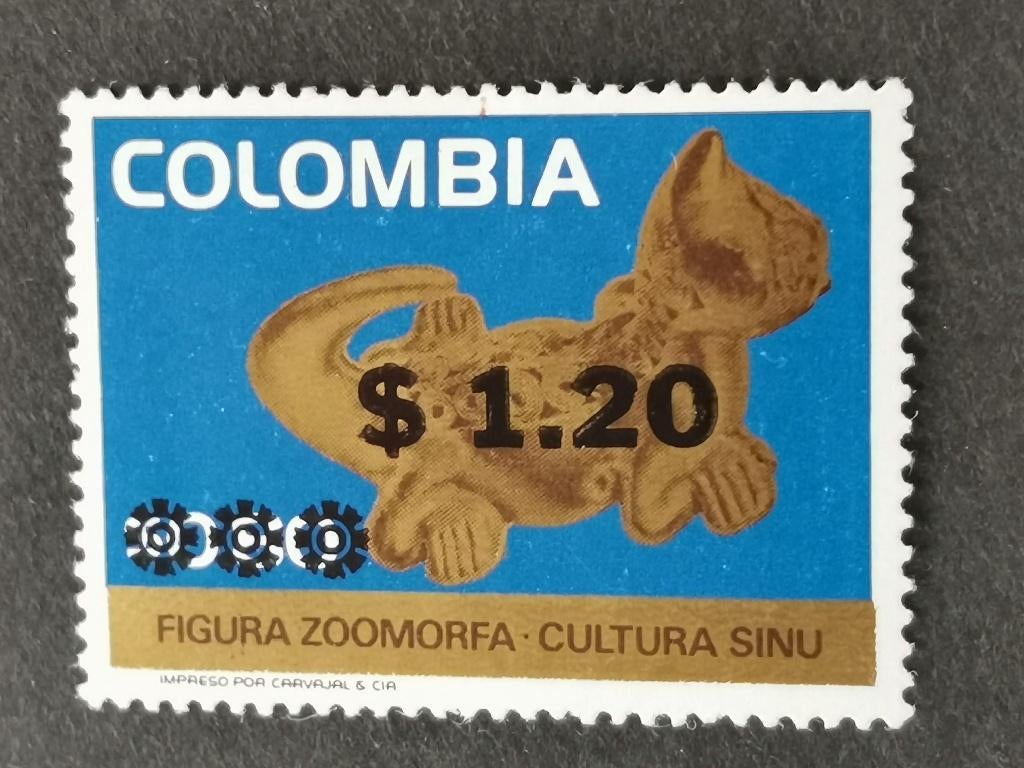 COLOMBIA
$ 1.20
FIGURA ZOOMORFA · CULTURA SINU
IMPRESO POR CARVAJAL & CIA